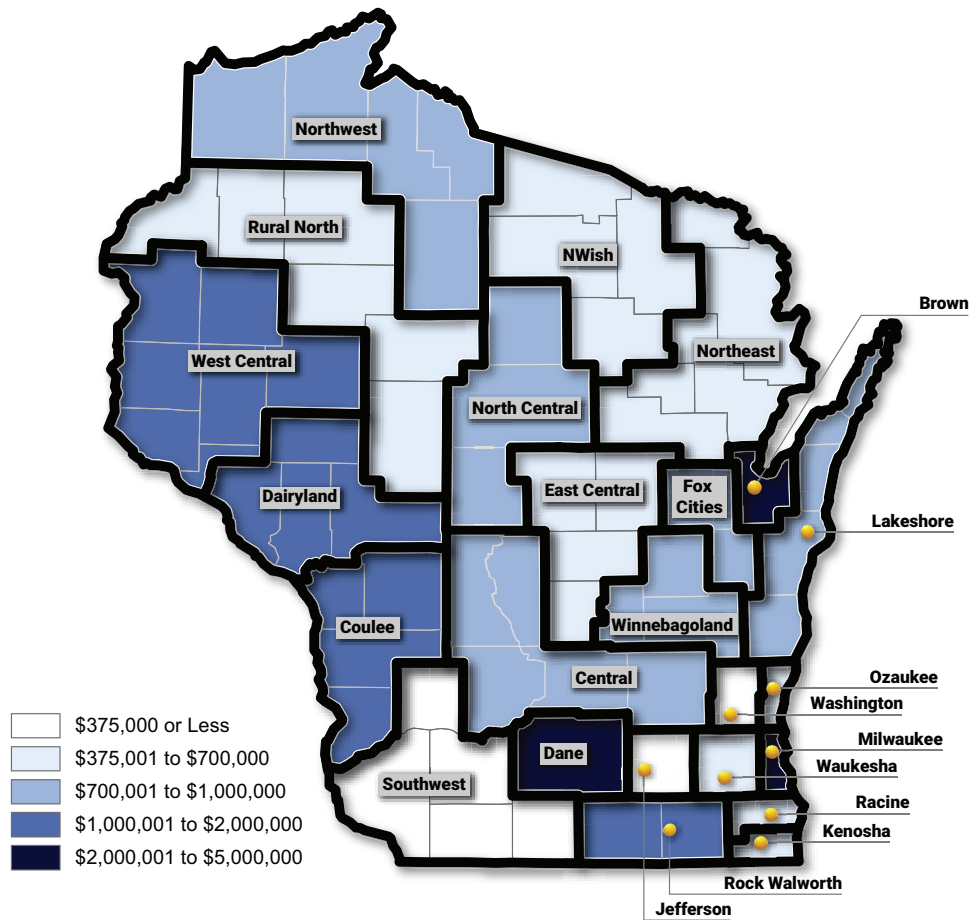 Northwest
Rural North
NWish
Brown
Northeast
West Central
North Central
East Central
Fox
Cities
Dairyland
Lakeshore
Coulee
Winnebagoland
Central
Ozaukee
Washington
Milwaukee
Dane
Waukesha
Southwest
Racine
Kenosha
Rock Walworth
Jefferson
$375,000 or Less
$375,001 to $700,000
$700,001 to $1,000,000
$1,000,001 to $2,000,000
$2,000,001 to $5,000,000